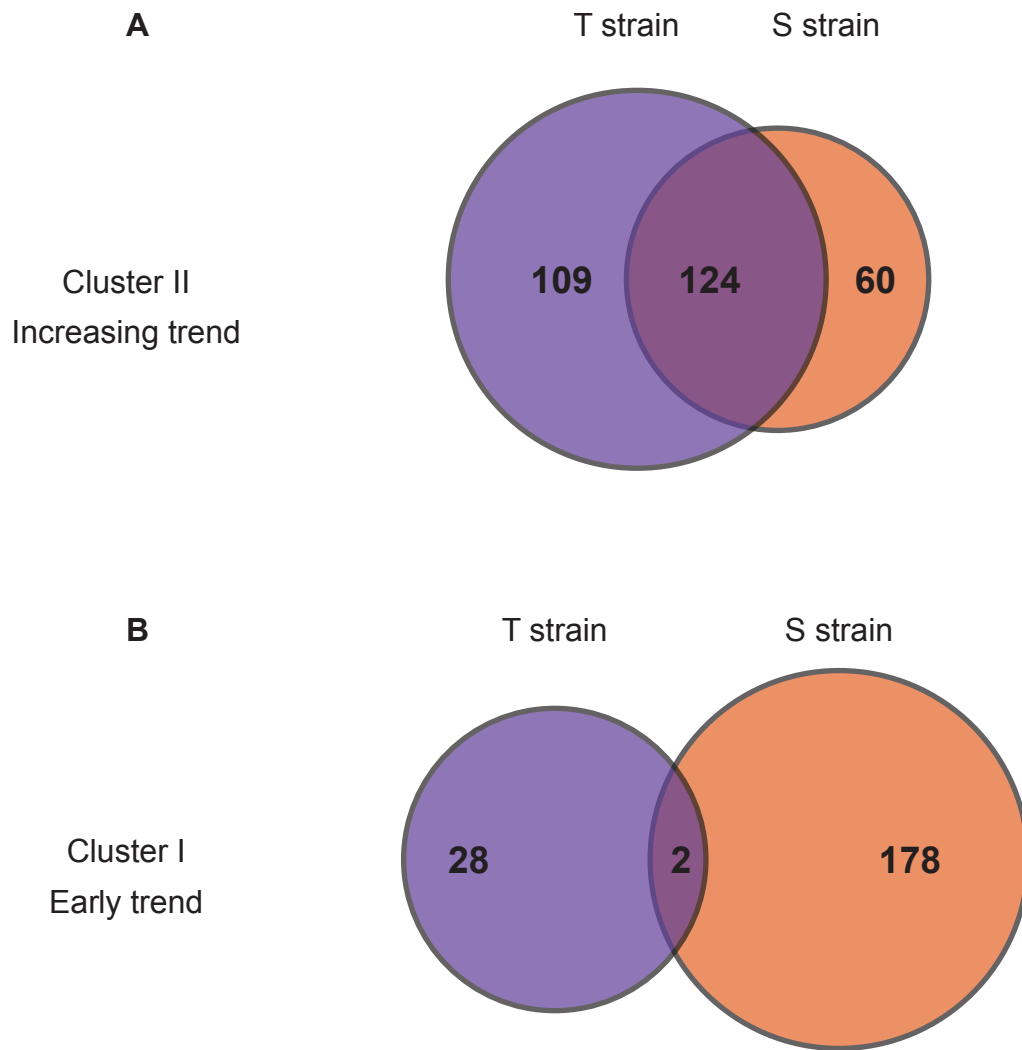 A
T strain
S strain
Cluster II
Increasing trend
109
124
60
B
T strain
S strain
Cluster I
Early trend
28
2
178